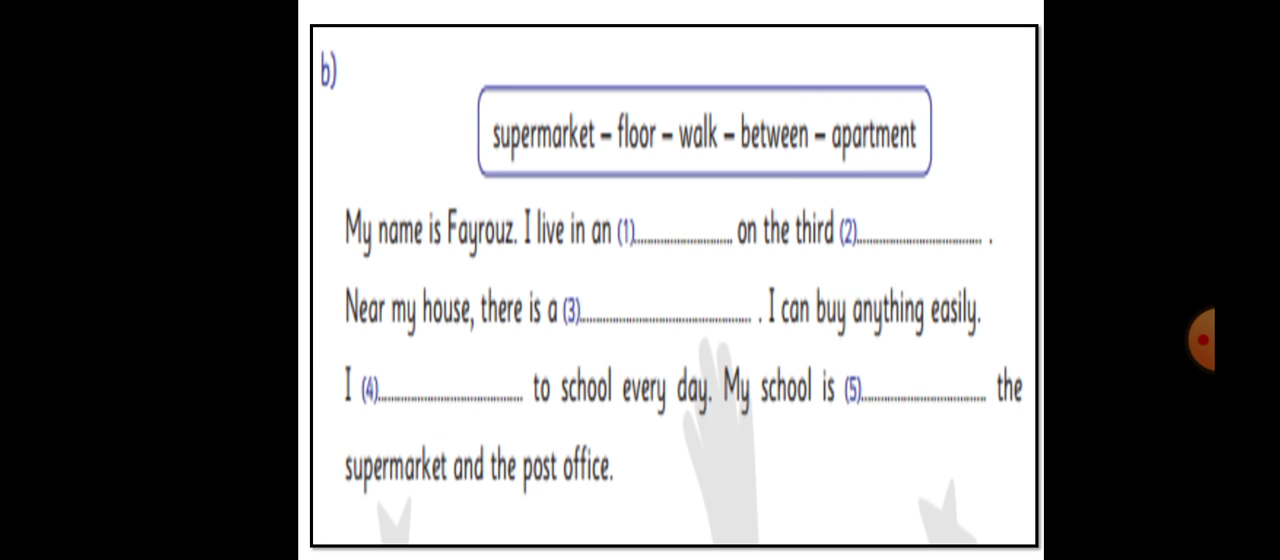 b)
supermarket – floor – walk – between – apartment
My name is Fayrouz. I live in an (1)........................ on the third (2)............................... .
Near my house, there is a (3).......................................... . I can buy anything easily.
I (4).................................... to school every day. My school is (5)............................... the
supermarket and the post office.